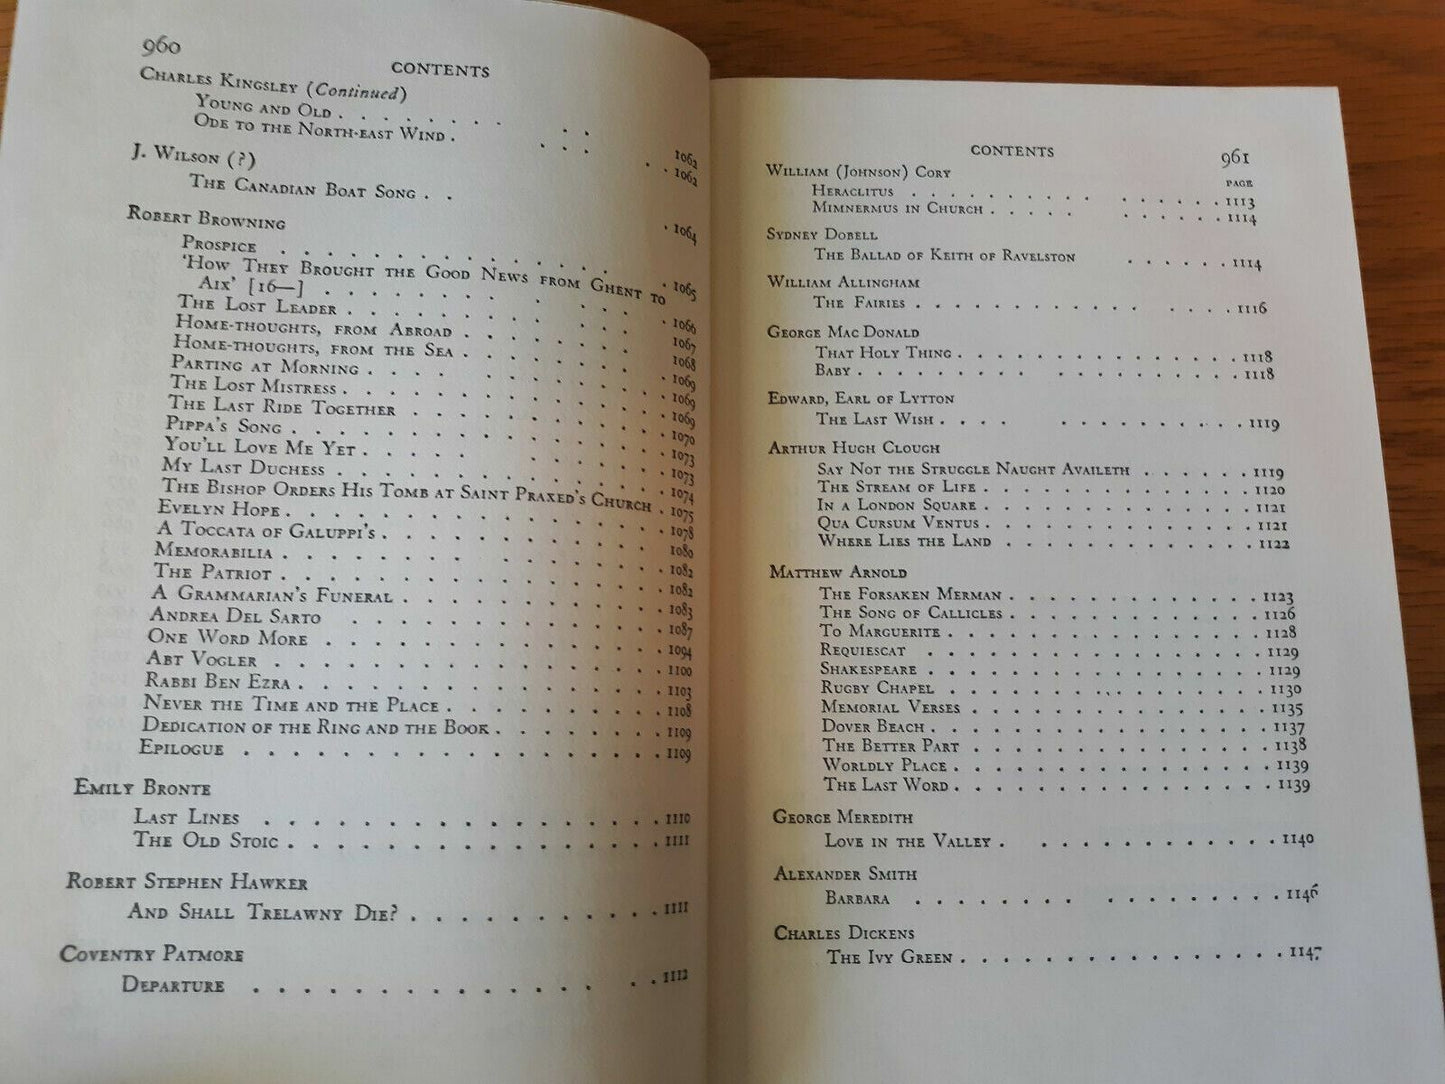 960
CONTENTS
CHARLES KINGSLEY (Continued)
YOUNG AND OLD . . . . . . . . . 1062
ODE TO THE NORTH-EAST WIND . . . . . . 1062
J. WILSON (?)
THE CANADIAN BOAT SONG . . . 1064
ROBERT BROWNING
PROSPICE . . . . . . . . . . . . . 1065
'HOW THEY BROUGHT THE GOOD NEWS FROM GHENT TO
AIX' [16—] . . . . . . . . . . . 1066
THE LOST LEADER . . . . . . . . . . . 1067
HOME-THOUGHTS, FROM ABROAD . . . . . . . . 1068
HOME-THOUGHTS, FROM THE SEA . . . . . . . . 1069
PARTING AT MORNING . . . . . . . . . . 1069
THE LOST MISTRESS . . . . . . . . . . . 1069
THE LAST RIDE TOGETHER . . . . . . . . . 1070
PIPPA'S SONG . . . . . . . . . . . . 1073
YOU'LL LOVE ME YET . . . . . . . . . . 1073
MY LAST DUCHESS . . . . . . . . . . . 1074
THE BISHOP ORDERS HIS TOMB AT SAINT PRAXED'S CHURCH . 1075
EVELYN HOPE . . . . . . . . . . . . . 1078
A TOCCATA OF GALUPPI'S . . . . . . . . . . 1080
MEMORABILIA . . . . . . . . . . . . . 1082
THE PATRIOT . . . . . . . . . . . . . 1082
A GRAMMARIAN'S FUNERAL . . . . . . . . . . 1083
ANDREA DEL SARTO . . . . . . . . . . . 1087
ONE WORD MORE . . . . . . . . . . . . 1094
ABT VOGLER . . . . . . . . . . . . . 1100
RABBI BEN EZRA . . . . . . . . . . . . . 1103
NEVER THE TIME AND THE PLACE . . . . . . . . 1108
DEDICATION OF THE RING AND THE BOOK . . . . . . . 1109
EPILOGUE . . . . . . . . . . . . . . 1109
EMILY BRONTE
LAST LINES . . . . . . . . . . . . . . . 1110
THE OLD STOIC . . . . . . . . . . . . . . 1111
ROBERT STEPHEN HAWKER
AND SHALL TRELAWNY DIE? . . . . . . . . . . 1111
COVENTRY PATMORE
DEPARTURE . . . . . . . . . . . . . . . 1112
CONTENTS
961
PAGE
WILLIAM (JOHNSON) CORY
HERACLITUS . . . . . . . . . . . . . . 1113
MIMNERMUS IN CHURCH . . . . . . . . . . . 1114
SYDNEY DOBELL
THE BALLAD OF KEITH OF RAVELSTON . . . . . . 1114
WILLIAM ALLINGHAM
THE FAIRIES . . . . . . . . . . . . . . 1116
GEORGE MAC DONALD
THAT HOLY THING . . . . . . . . . . . . . 1118
BABY . . . . . . . . . . . . . . . . . 1118
EDWARD, EARL OF LYTTON
THE LAST WISH . . . . . . . . . . . . . 1119
ARTHUR HUGH CLOUGH
SAY NOT THE STRUGGLE NAUGHT AVAILETH . . . . . . 1119
THE STREAM OF LIFE . . . . . . . . . . . . 1120
IN A LONDON SQUARE . . . . . . . . . . . . 1121
QUA CURSUM VENTUS . . . . . . . . . . . . 1121
WHERE LIES THE LAND . . . . . . . . . . . 1122
MATTHEW ARNOLD
THE FORSAKEN MERMAN . . . . . . . . . . . 1123
THE SONG OF CALLICLES . . . . . . . . . . . 1126
TO MARGUERITE . . . . . . . . . . . . . 1128
REQUIESCAT . . . . . . . . . . . . . . 1129
SHAKESPEARE . . . . . . . . . . . . . . 1129
RUGBY CHAPEL . . . . . . . . . . . . . 1130
MEMORIAL VERSES . . . . . . . . . . . . . 1135
DOVER BEACH . . . . . . . . . . . . . . 1137
THE BETTER PART . . . . . . . . . . . . . 1138
WORLDLY PLACE . . . . . . . . . . . . . . 1139
THE LAST WORD . . . . . . . . . . . . . . 1139
GEORGE MEREDITH
LOVE IN THE VALLEY . . . . . . . . . . . . 1140
ALEXANDER SMITH
BARBARA . . . . . . . . . . . . . . . 1146
CHARLES DICKENS
THE IVY GREEN . . . . . . . . . . . . . . 1147